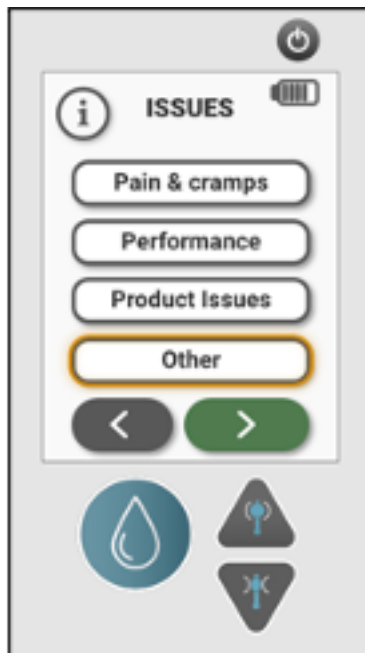 i
ISSUES
Pain & cramps
Performance
Product Issues
Other